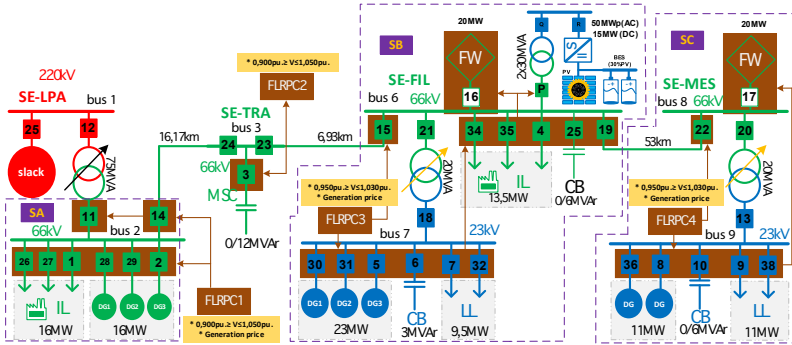 220kV
SE-LPA
bus 1
25
12
slack
75MVA
SA
11
14
66kV
bus 2
26
27
1
28
29
2
IL
DG1
DG2
DG3
16MW
16MW
16,17km
SE-TRA
bus 3
24
23
6,93km
66kV
3
MSC
0/12MVAr
* 0,900pu.≥ V≤1,050pu.
FLRPC2
FLRPC1
* 0,900pu.≥ V≤1,050pu.
* Generation price
SB
SE-FIL
bus 6
66kV
15
21
20MVA
18
* 0,950pu.≥ V≤1,030pu.
* Generation price
FLRPC3
bus 7
23kV
30
31
5
6
7
32
DG1
DG2
DG3
23MW
CB
3MVAr
LL
9,5MW
20MW
FW
16
34
35
4
25
19
IL
13,5MW
CB
0/6MVAr
Q
R
2x30MVA
P
50MWp(AC)
15MW (DC)
S
PV
BES
(30%PV)
53km
SC
20MW
FW
17
SE-MES
bus 8
66kV
22
20
20MVA
13
* 0,950pu.≥ V≤1,030pu.
* Generation price
FLRPC4
bus 9
23kV
36
8
10
9
38
DG
DG
11MW
CB
0/6MVAr
LL
11MW